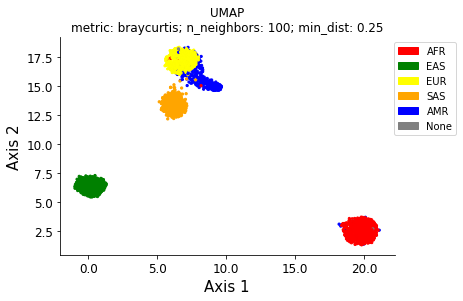 UMAP
metric: braycurtis; n_neighbors: 100; min_dist: 0.25
AFR
EAS
EUR
SAS
AMR
None
Axis 2
17.5
15.0
12.5
10.0
7.5
5.0
2.5
0.0 5.0 10.0 15.0 20.0
Axis 1